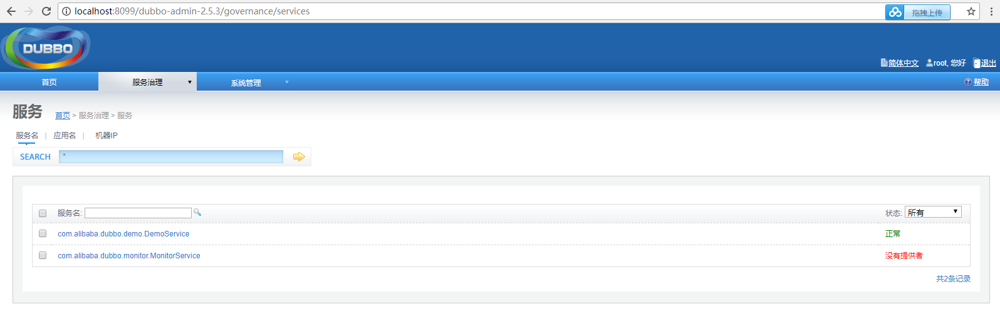 localhost:8099/dubbo-admin-2.5.3/governance/services
拖拽上传
DUBBO
简体中文 root, 您好 退出
首页 服务治理 系统管理 帮助
服务 首页 > 服务治理 > 服务
服务名 | 应用名 | 机器IP
SEARCH *
服务名: 状态: 所有
com.alibaba.dubbo.demo.DemoService 正常
com.alibaba.dubbo.monitor.MonitorService 没有提供者
共2条记录